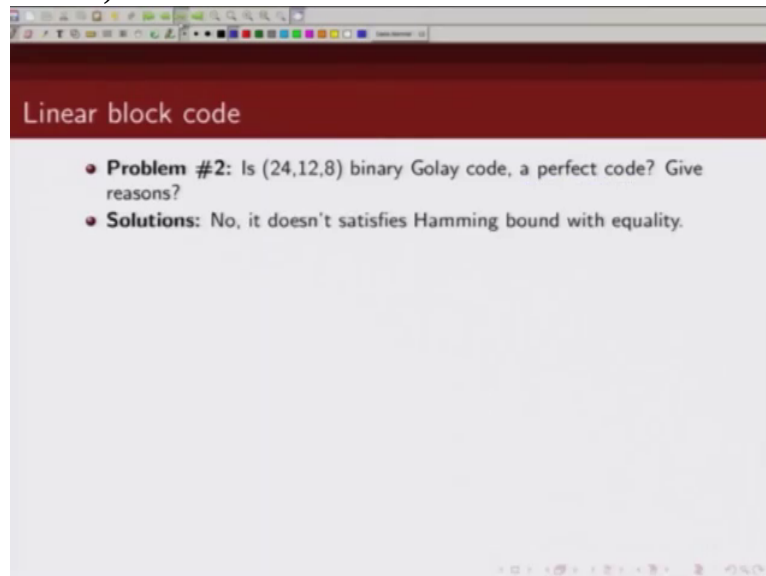 Linear block code
Problem #2: Is (24,12,8) binary Golay code, a perfect code? Give
reasons?
Solutions: No, it doesn't satisfies Hamming bound with equality.